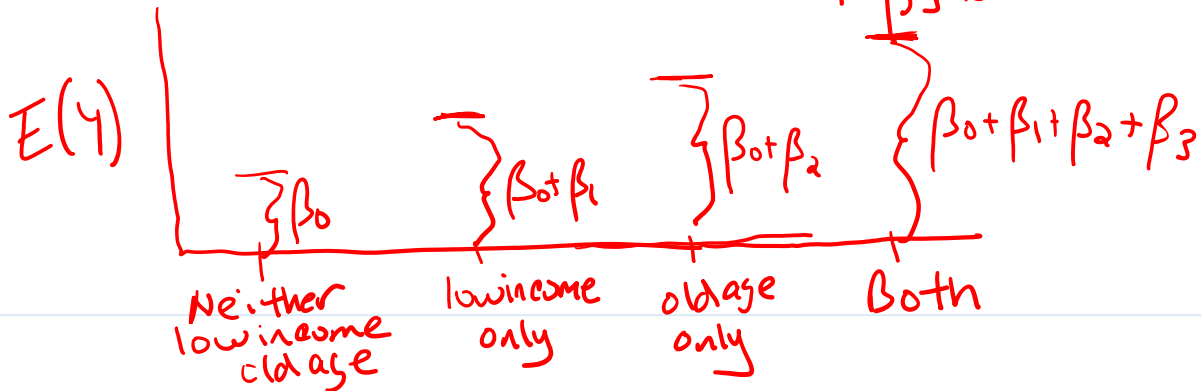 E(Y)
β₀
β₀+β₁
β₀+β₂
β₀+β₁+β₂+β₃
Neither
lowincome
oldage
lowincome
only
oldage
only
Both